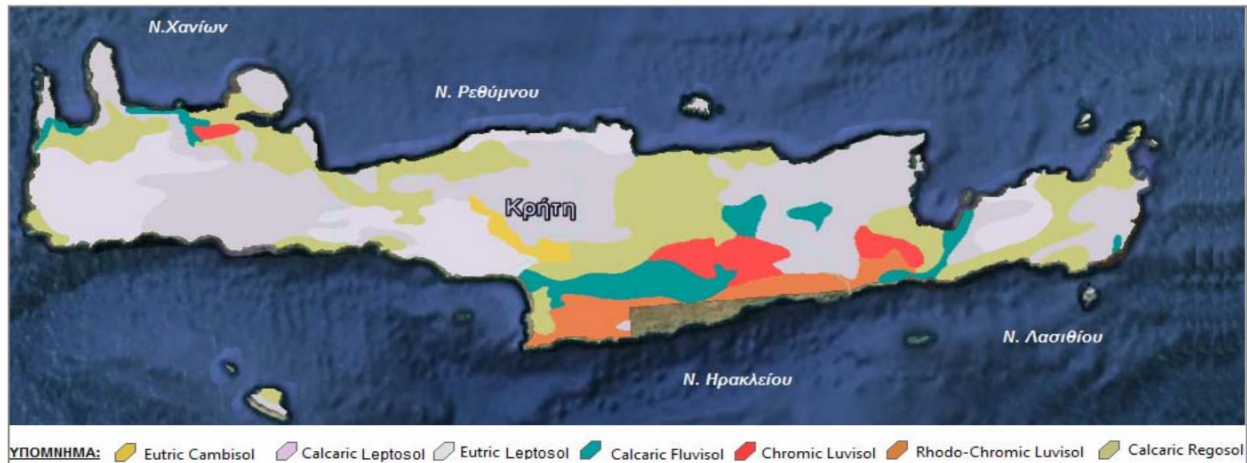 Ν.Χανίων
Ν. Ρεθύμνου
Κρήτη
Ν. Λασιθίου
Ν. Ηρακλείου
ΥΠΟΜΝΗΜΑ: Eutric Cambisol Calcaric Leptosol Eutric Leptosol Calcaric Fluvisol Chromic Luvisol Rhodo-Chromic Luvisol Calcaric Regosol